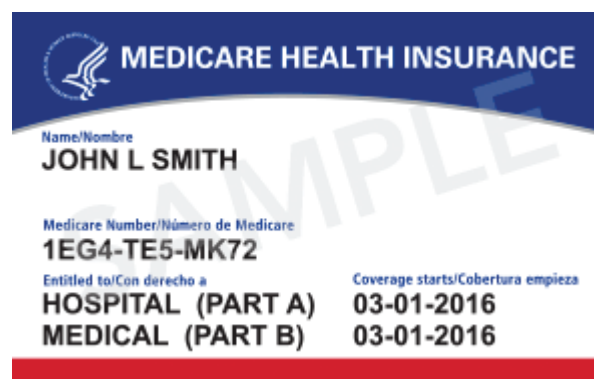 MEDICARE HEALTH INSURANCE
Name/Nombre
JOHN L SMITH
Medicare Number/Número de Medicare
1EG4-TE5-MK72
Entitled to/Con derecho a
Coverage starts/Cobertura empieza
HOSPITAL (PART A) 03-01-2016
MEDICAL (PART B) 03-01-2016
SAMPLE